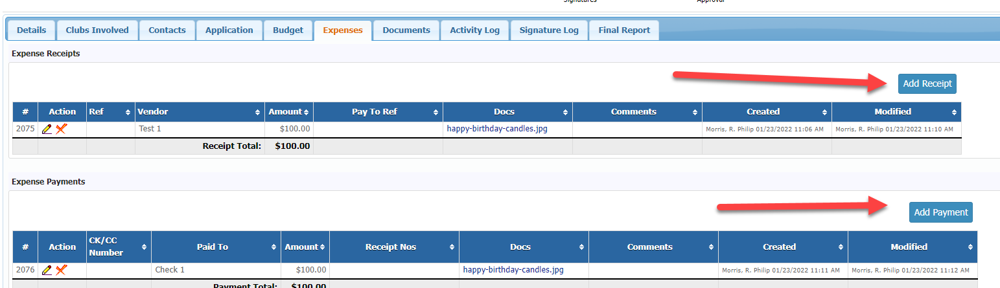 Signatures Approval
Details Clubs Involved Contacts Application Budget Expenses Documents Activity Log Signature Log Final Report
Expense Receipts
Add Receipt
# Action Ref Vendor Amount Pay To Ref Docs Comments Created Modified
2075 Test 1 $100.00 happy-birthday-candles.jpg Morris, R. Philip 01/23/2022 11:06 AM Morris, R. Philip 01/23/2022 11:10 AM
Receipt Total: $100.00
Expense Payments
Add Payment
# Action CK/CC Number Paid To Amount Receipt Nos Docs Comments Created Modified
2076 Check 1 $100.00 happy-birthday-candles.jpg Morris, R. Philip 01/23/2022 11:11 AM Morris, R. Philip 01/23/2022 11:12 AM
Payment Total: $100.00